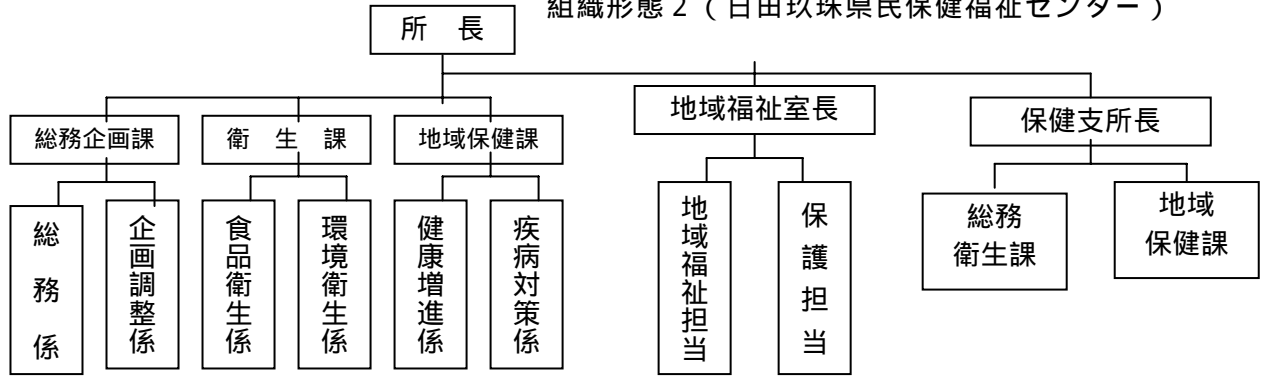 組織形態２（日田玖珠県民保健福祉センター）
所　長
総務企画課
衛　生　課
地域保健課
地域福祉室長
保健支所長
総務係
企画調整係
食品衛生係
環境衛生係
健康増進係
疾病対策係
地域福祉担当
保護担当
総務
衛生課
地域
保健課